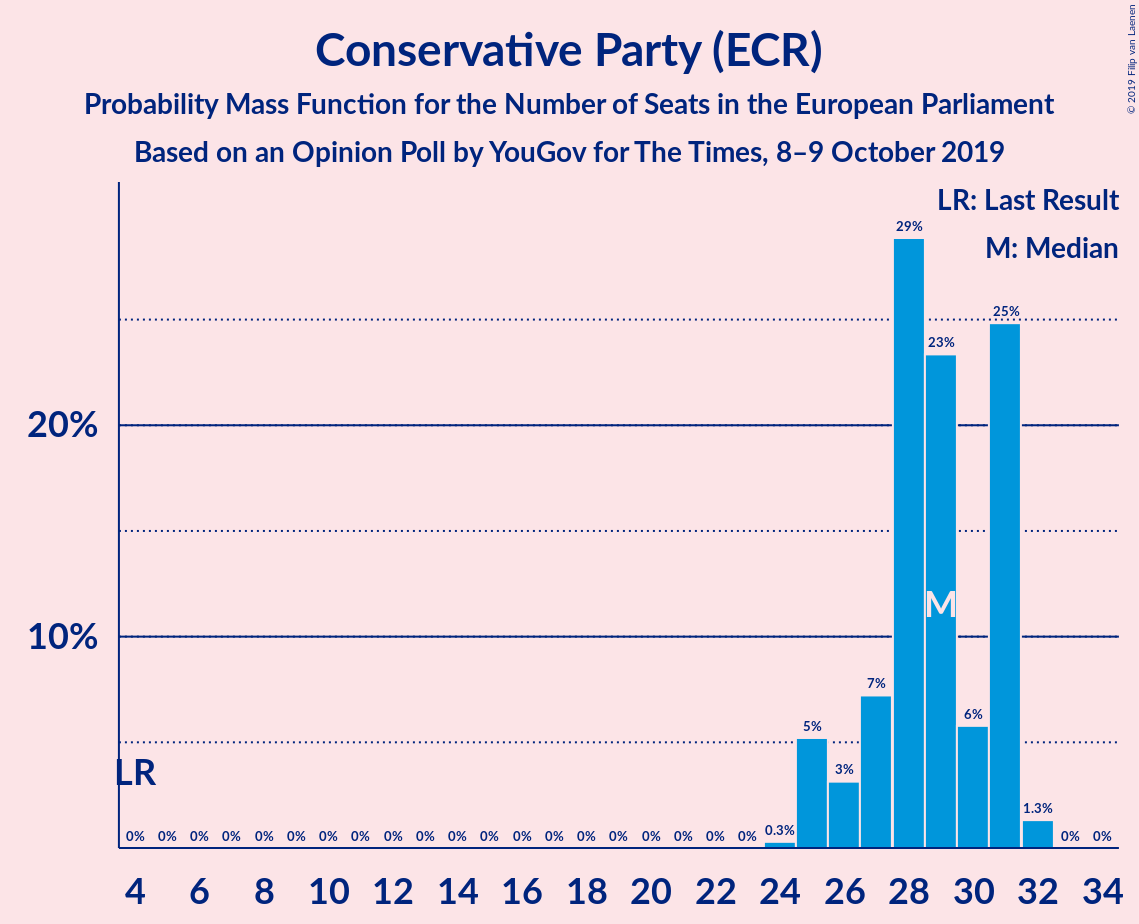 Conservative Party (ECR)
Probability Mass Function for the Number of Seats in the European Parliament
Based on an Opinion Poll by YouGov for The Times, 8–9 October 2019
© 2019 Filip van Laenen
LR: Last Result
M: Median
29%
25%
23%
20%
M
10%
7%
6%
5%
3%
LR
1.3%
0% 0% 0% 0% 0% 0% 0% 0% 0% 0% 0% 0% 0% 0% 0% 0% 0% 0% 0% 0% 0.3% 0% 0%
4 6 8 10 12 14 16 18 20 22 24 26 28 30 32 34